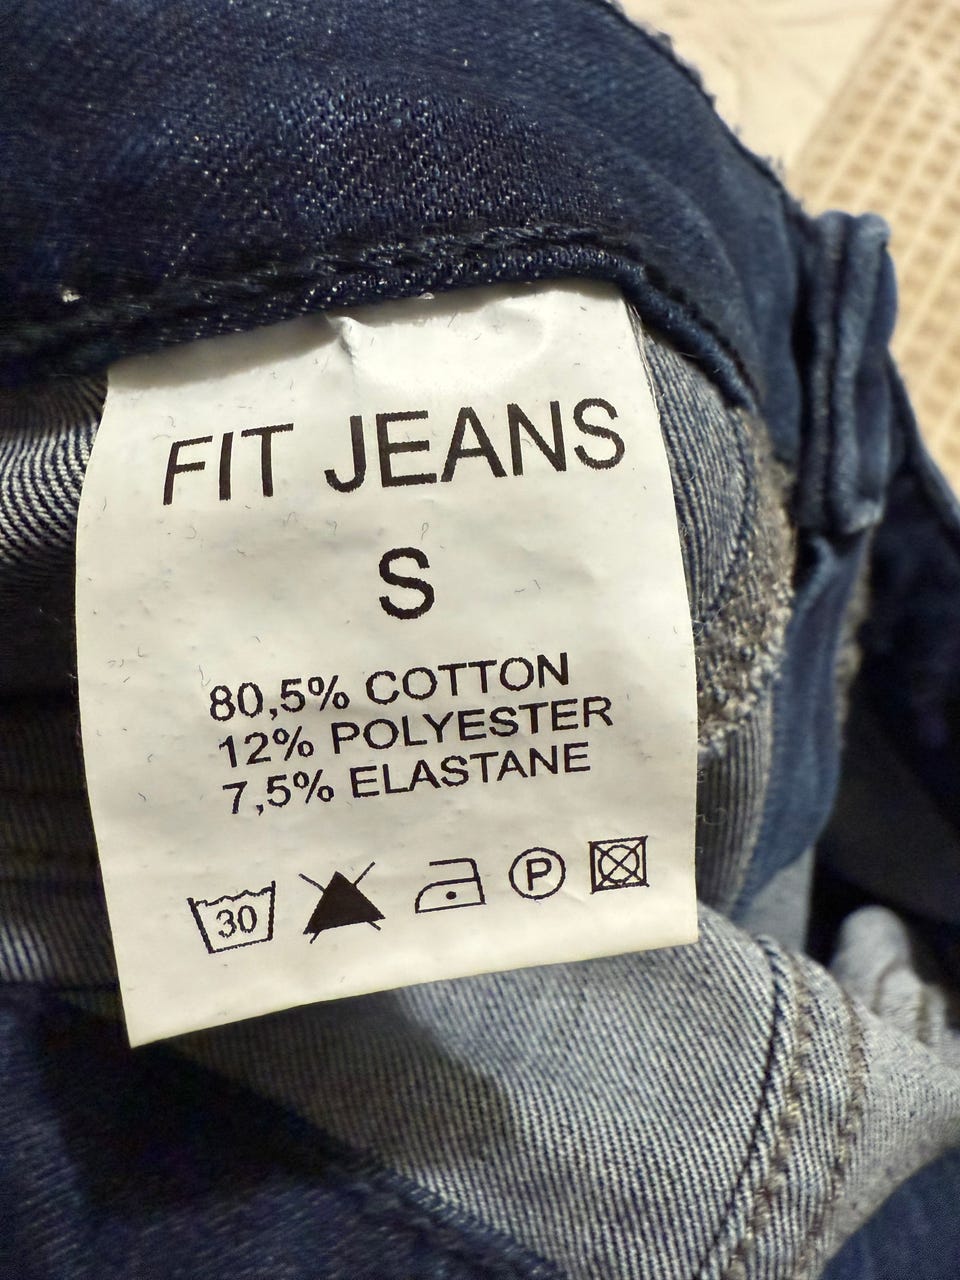 FIT JEANS
S
80,5% COTTON
12% POLYESTER
7,5% ELASTANE
30 P